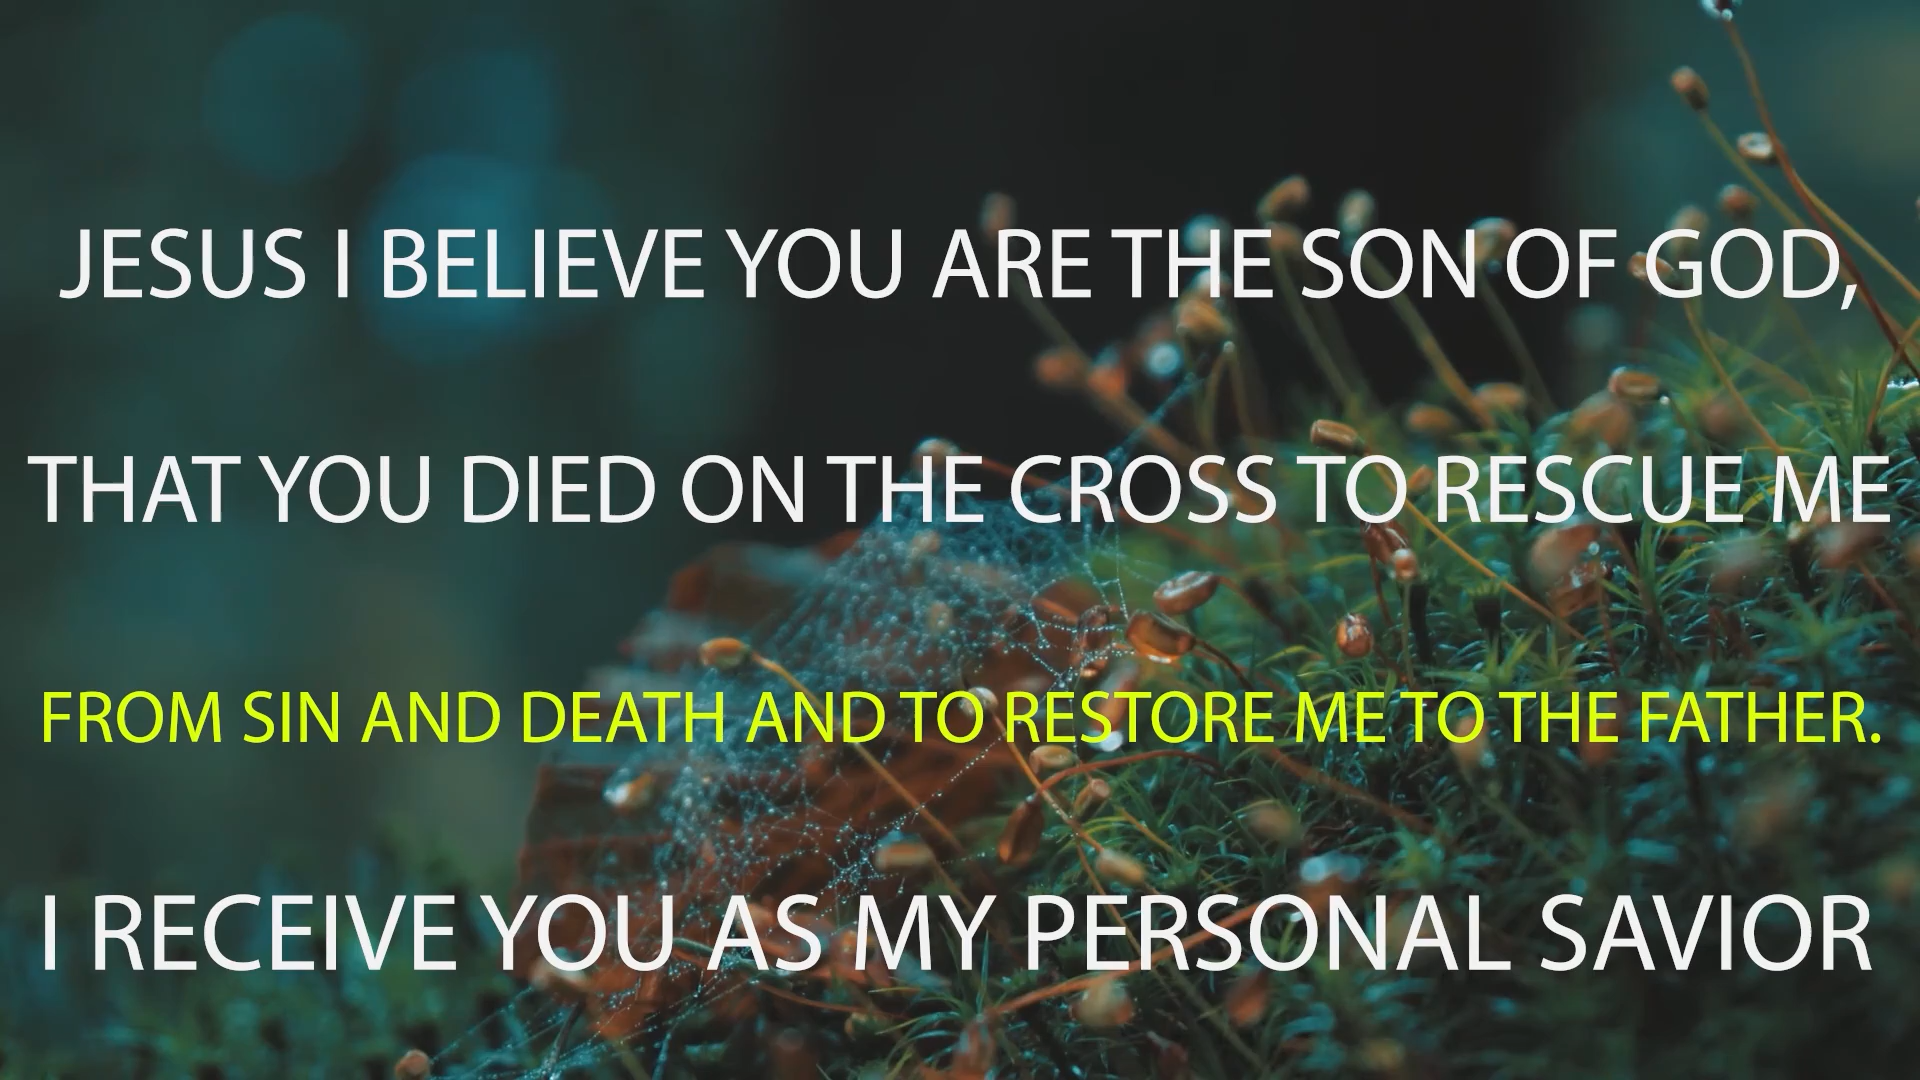 JESUS I BELIEVE YOU ARE THE SON OF GOD,
THAT YOU DIED ON THE CROSS TO RESCUE ME
FROM SIN AND DEATH AND TO RESTORE ME TO THE FATHER.
I RECEIVE YOU AS MY PERSONAL SAVIOR